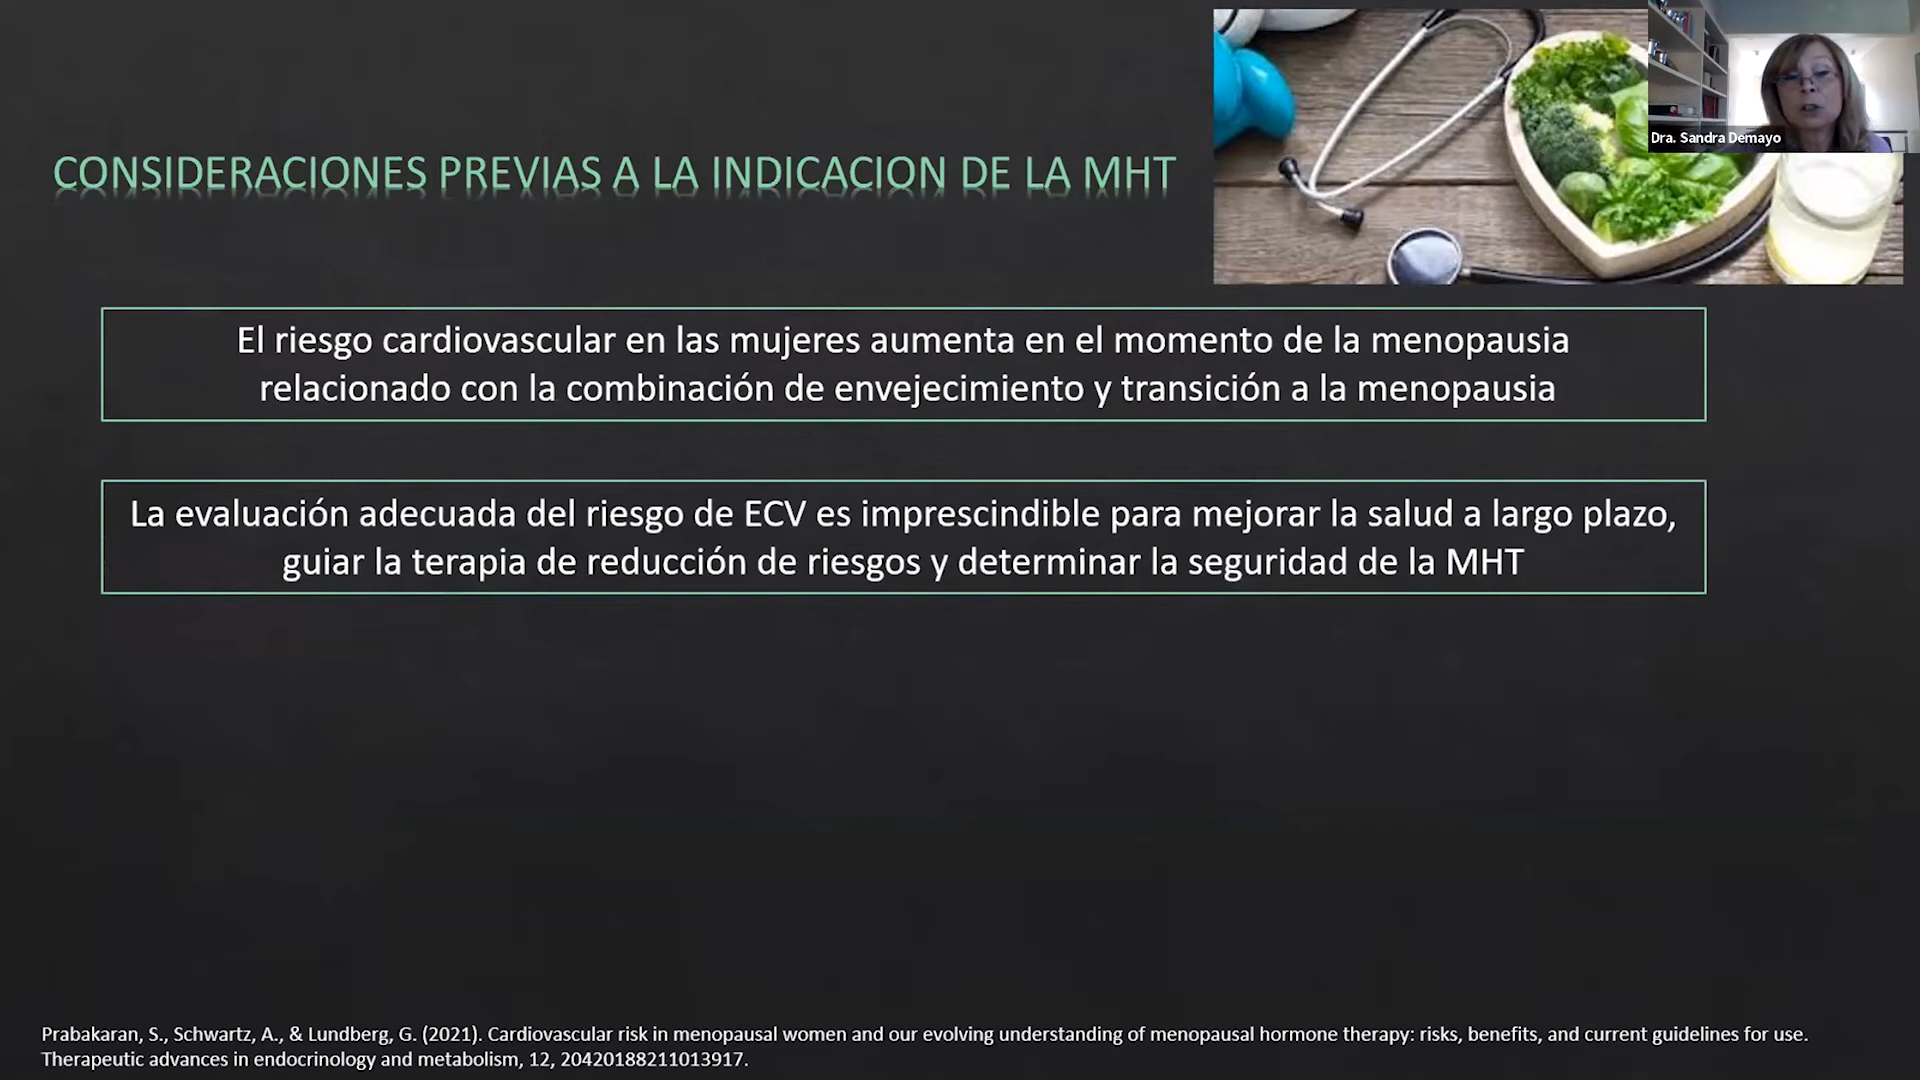 Dra. Sandra Demayo
CONSIDERACIONES PREVIAS A LA INDICACION DE LA MHT
El riesgo cardiovascular en las mujeres aumenta en el momento de la menopausia
relacionado con la combinación de envejecimiento y transición a la menopausia
La evaluación adecuada del riesgo de ECV es imprescindible para mejorar la salud a largo plazo,
guiar la terapia de reducción de riesgos y determinar la seguridad de la MHT
Prabakaran, S., Schwartz, A., & Lundberg, G. (2021). Cardiovascular risk in menopausal women and our evolving understanding of menopausal hormone therapy: risks, benefits, and current guidelines for use.
Therapeutic advances in endocrinology and metabolism, 12, 20420188211013917.